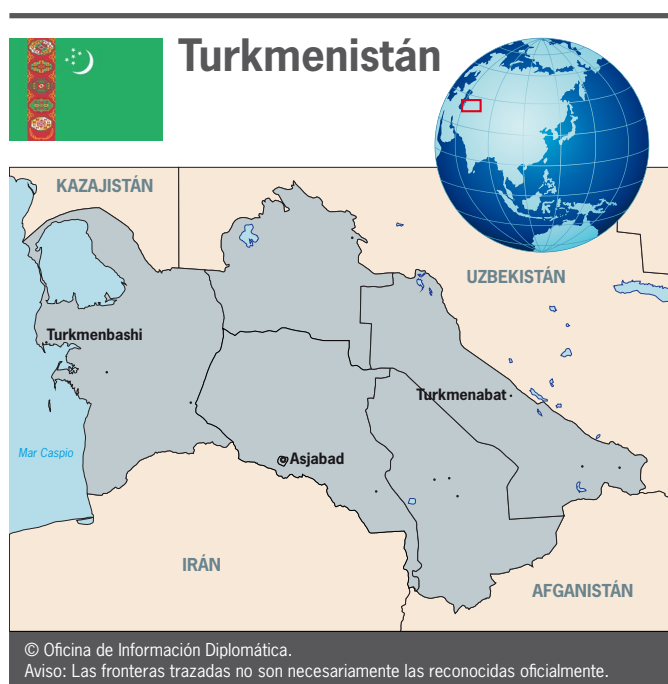 Turkmenistán
KAZAJISTÁN
UZBEKISTÁN
Turkmenbashi
Turkmenabat
Mar Caspio
Asjabad
IRÁN
AFGANISTÁN
© Oficina de Información Diplomática.
Aviso: Las fronteras trazadas no son necesariamente las reconocidas oficialmente.